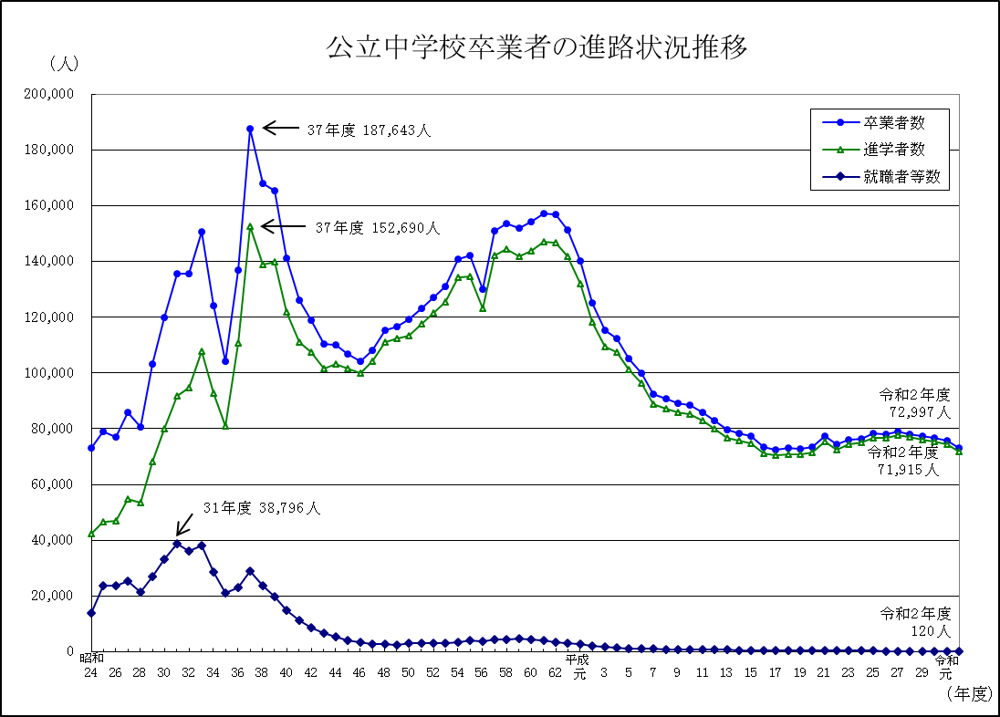 公立中学校卒業者の進路状況推移
(人)
200,000
180,000
160,000
140,000
120,000
100,000
80,000
60,000
40,000
20,000
0
卒業者数
進学者数
就職者等数
37年度 187,643人
37年度 152,690人
令和2年度
72,997人
令和2年度
71,915人
31年度 38,796人
令和2年度
120人
昭和 平成 令和
24 26 28 30 32 34 36 38 40 42 44 46 48 50 52 54 56 58 60 62 元 3 5 7 9 11 13 15 17 19 21 23 25 27 29 元
(年度)